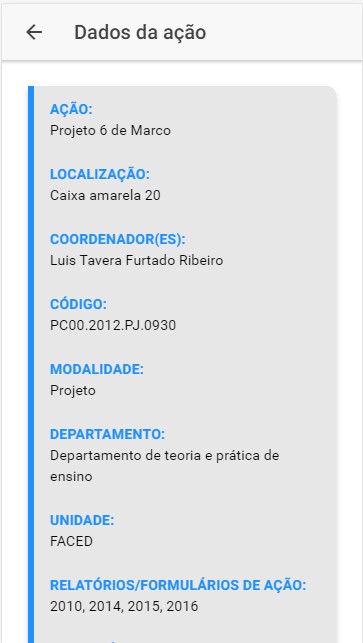 Dados da ação
AÇÃO:
Projeto 6 de Marco
LOCALIZAÇÃO:
Caixa amarela 20
COORDENADOR(ES):
Luis Tavera Furtado Ribeiro
CÓDIGO:
PC00.2012.PJ.0930
MODALIDADE:
Projeto
DEPARTAMENTO:
Departamento de teoria e prática de
ensino
UNIDADE:
FACED
RELATÓRIOS/FORMULÁRIOS DE AÇÃO:
2010, 2014, 2015, 2016